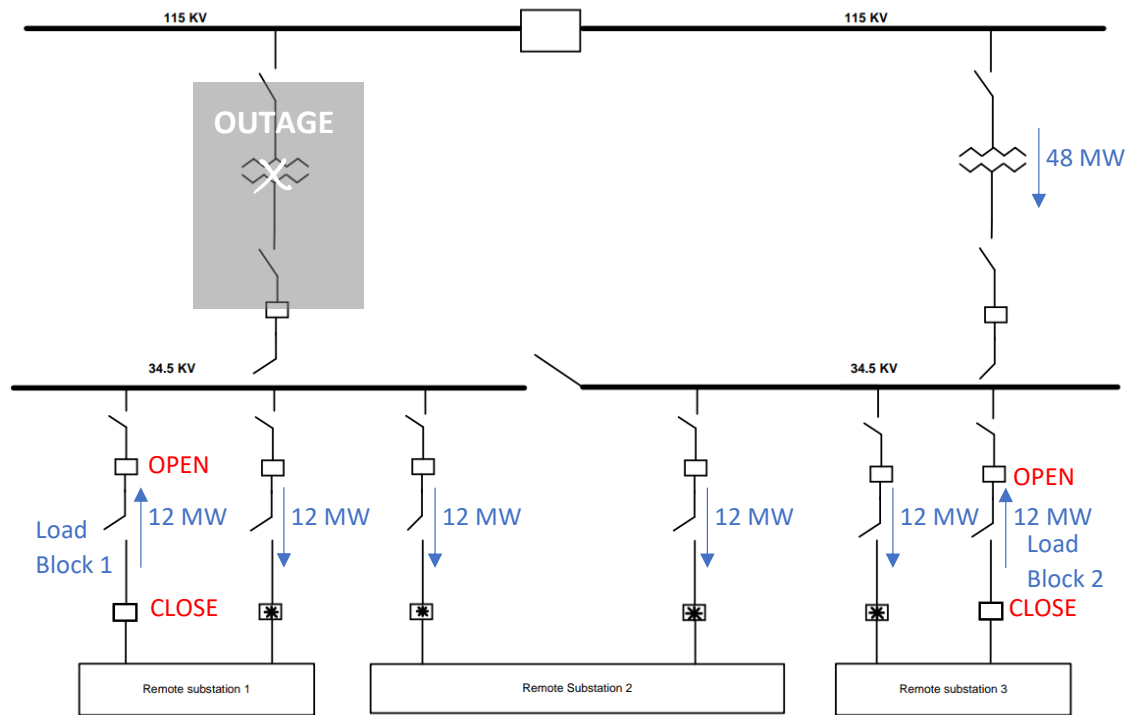 115 KV
115 KV
OUTAGE
48 MW
34.5 KV
34.5 KV
OPEN
OPEN
12 MW
12 MW
12 MW
12 MW
12 MW
12 MW
Load
Block 1
Load
Block 2
CLOSE
CLOSE
Remote substation 1
Remote Substation 2
Remote substation 3